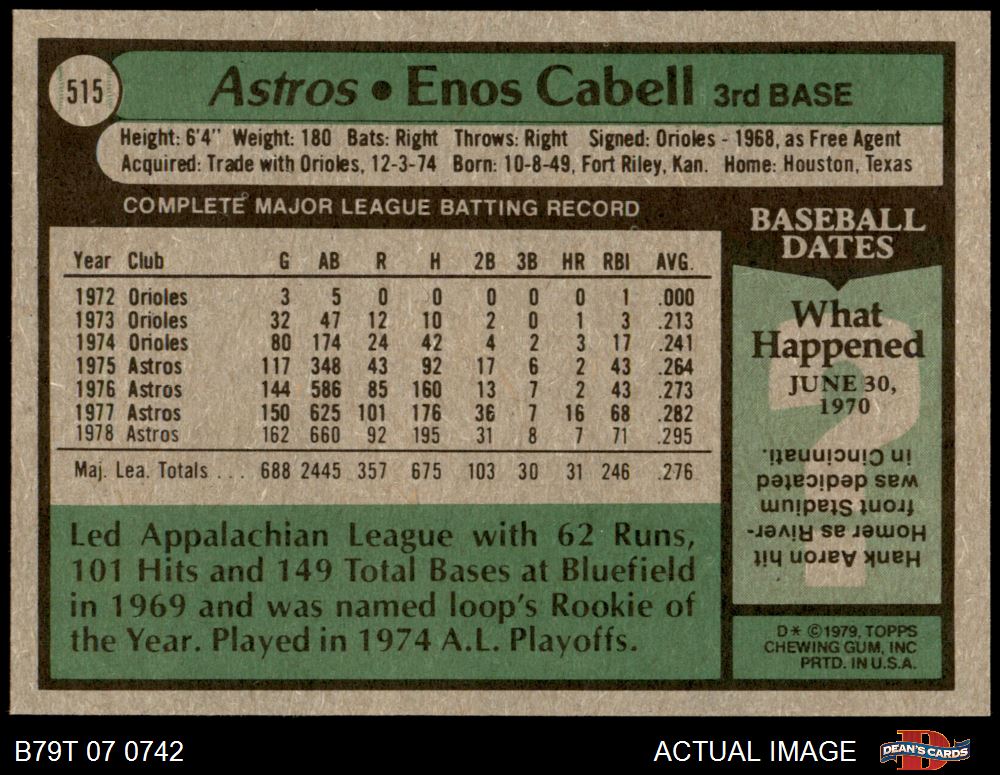 515
Astros • Enos Cabell 3rd BASE
Height: 6'4" Weight: 180 Bats: Right Throws: Right Signed: Orioles - 1968, as Free Agent
Acquired: Trade with Orioles, 12-3-74 Born: 10-8-49, Fort Riley, Kan. Home: Houston, Texas
COMPLETE MAJOR LEAGUE BATTING RECORD
Year Club G AB R H 2B 3B HR RBI AVG.
1972 Orioles 3 5 0 0 0 0 0 1 .000
1973 Orioles 32 47 12 10 2 0 1 3 .213
1974 Orioles 80 174 24 42 4 2 3 17 .241
1975 Astros 117 348 43 92 17 6 2 43 .264
1976 Astros 144 586 85 160 13 7 2 43 .273
1977 Astros 150 625 101 176 36 7 16 68 .282
1978 Astros 162 660 92 195 31 8 7 71 .295
Maj. Lea. Totals . . . 688 2445 357 675 103 30 31 246 .276
Led Appalachian League with 62 Runs,
101 Hits and 149 Total Bases at Bluefield
in 1969 and was named loop's Rookie of
the Year. Played in 1974 A.L. Playoffs.
BASEBALL
DATES
What
Happened
JUNE 30,
1970
?
Hank Aaron hit
Homer as River-
front Stadium
was dedicated
in Cincinnati.
D* ©1979, TOPPS
CHEWING GUM, INC
PRTD. IN U.S.A.
B79T 07 0742
ACTUAL IMAGE
DEAN'S CARDS